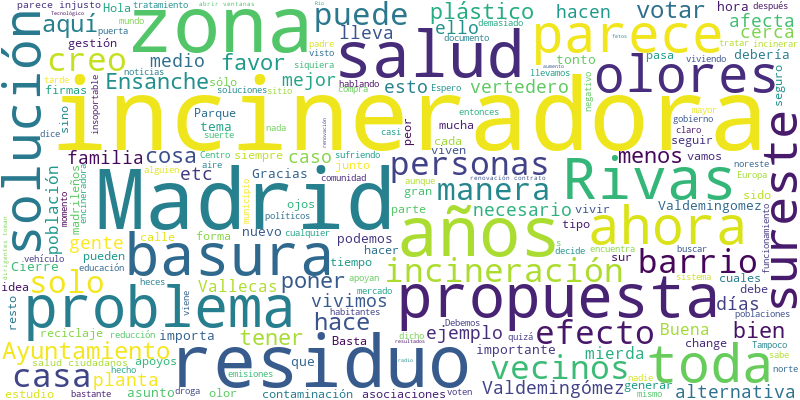 parece injusto
Hola
tratamiento
abrir ventanas
Río
hacen
votar
hora
después
Tecnológico
mundo
puerta
zona
puede
plástico
demasiado
parece
afecta
cerca
aquí
gestión
lleva
ello
documento
pasa
debería
incinerar
creo
medio
favor
salud
olores
solución
tarde
firmas
noticias
sólo
mejor
padre
visto
siquiera
hablando
viviendo
tratar
tonto
seguro
Ensanche
soluciones
sitio
compra
esto
vertedero
Espero
llevamos
negativo
sino
insoportable
incineradora
Parque
tema
suerte
nada
casi
entonces
gobierno
claro
mayor
dice
peor
mucha
cada
viven
seguir
vamos
familia
cosa
siempre
caso
Centro
aire
sufriendo
junto
personas
menos
noreste
Europa
alguien
comunidad
aunque
renovación contrato
etc
Gracias
ojos
gran
manera
Rivas
Valdemingomez
sido
sureste
población
madrileños
encineradora
Madrid
políticos
cualquier
parte
necesario
vivir
tipo
años
ahora
gente
calle
forma
nuevo
podemos
hacer
encuentra
buscar
sur
barrio
cuales
funcionamiento
Cierre
pueden
municipio
basura
tiempo
apoyan
incineración
decide
sistema
debe
poblaciones
vehículo
educación
momento
idea
solo
Vallecas
heces
viene
poner
vivimos
mercado
habitantes
propuesta
días
resto
problema
reciclaje
reducción
importa
hace
Basta
dicho
Debemos
quizá
efecto
Buena
bien
Tampoco
sabe
norte
Ayuntamiento
salud ciudadanos
apoyos
tener
que
ejemplo
importante
change
casa
planta
hecho
residuo
emisiones
radio
resultados
vecinos
mierda
nadie
generar
mismo
toda
estudio
bastante
asunto
droga
olor
contaminación
asociaciones
voten
Valdemingómez
alternativa